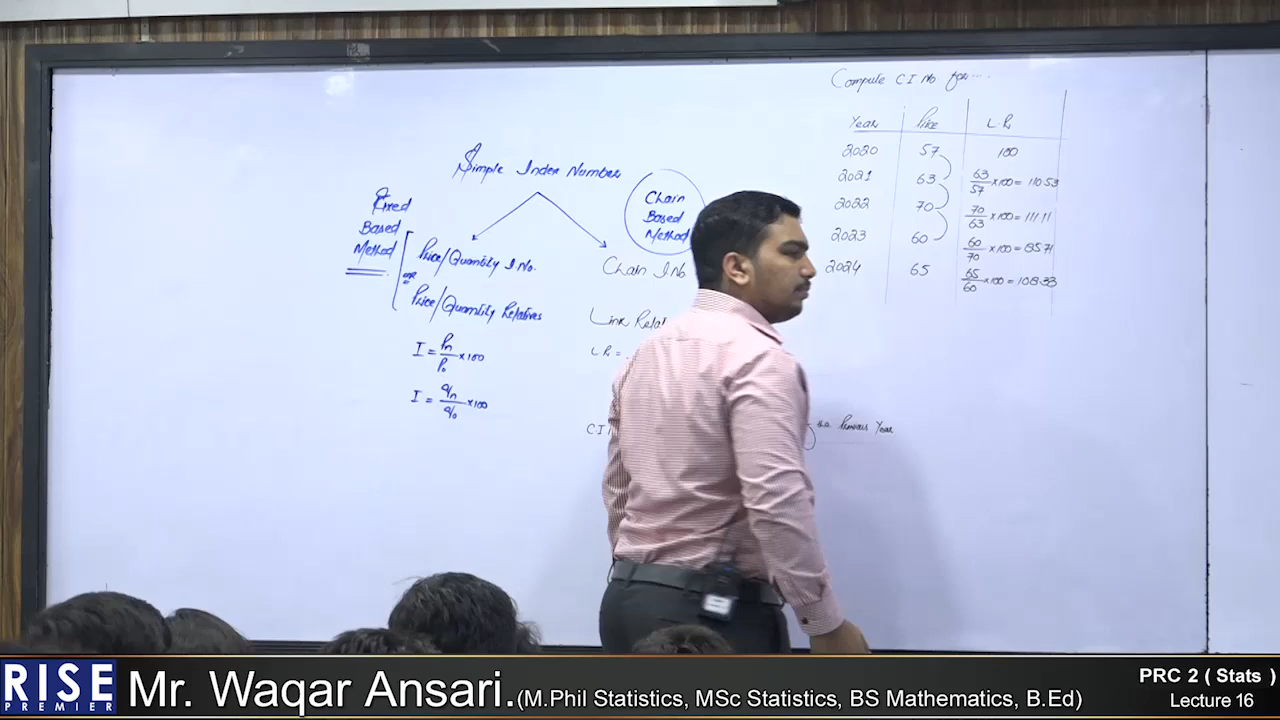 Simple Index Number
Fixed
Based
Method
Price/Quantity I No.
or
Price/Quantity Relatives
I = Pn/Po × 100
I = qn/qo × 100
Chain
Based
Method
Chain I No.
Link Relat
L.R. =
CI
the Previous Year
Compute C I No for...
Year Price L.R.
2020 57 100
2021 63 63/57 × 100 = 110.53
2022 70 70/63 × 100 = 111.11
2023 60 60/70 × 100 = 85.71
2024 65 65/60 × 100 = 108.33
RISE
PREMIER
Mr. Waqar Ansari.(M.Phil Statistics, MSc Statistics, BS Mathematics, B.Ed)
PRC 2 ( Stats )
Lecture 16